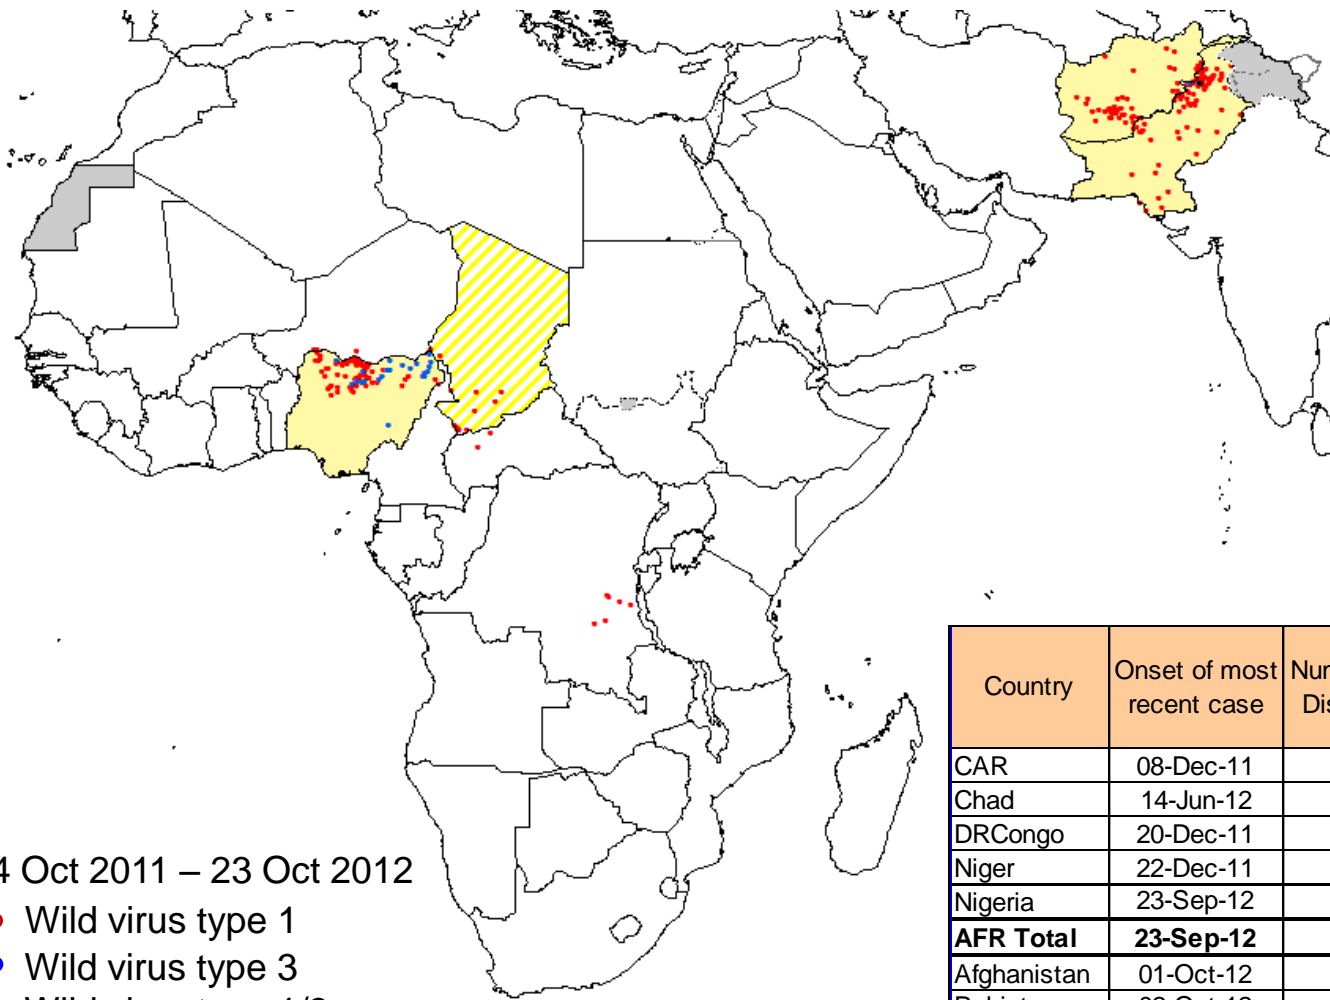 Country
Onset of most recent case
CAR 08-Dec-11
Chad 14-Jun-12
DRCongo 20-Dec-11
Niger 22-Dec-11
Nigeria 23-Sep-12
AFR Total 23-Sep-12
Afghanistan 01-Oct-12
Oct 2011 – 23 Oct 2012
Wild virus type 1
Wild virus type 3